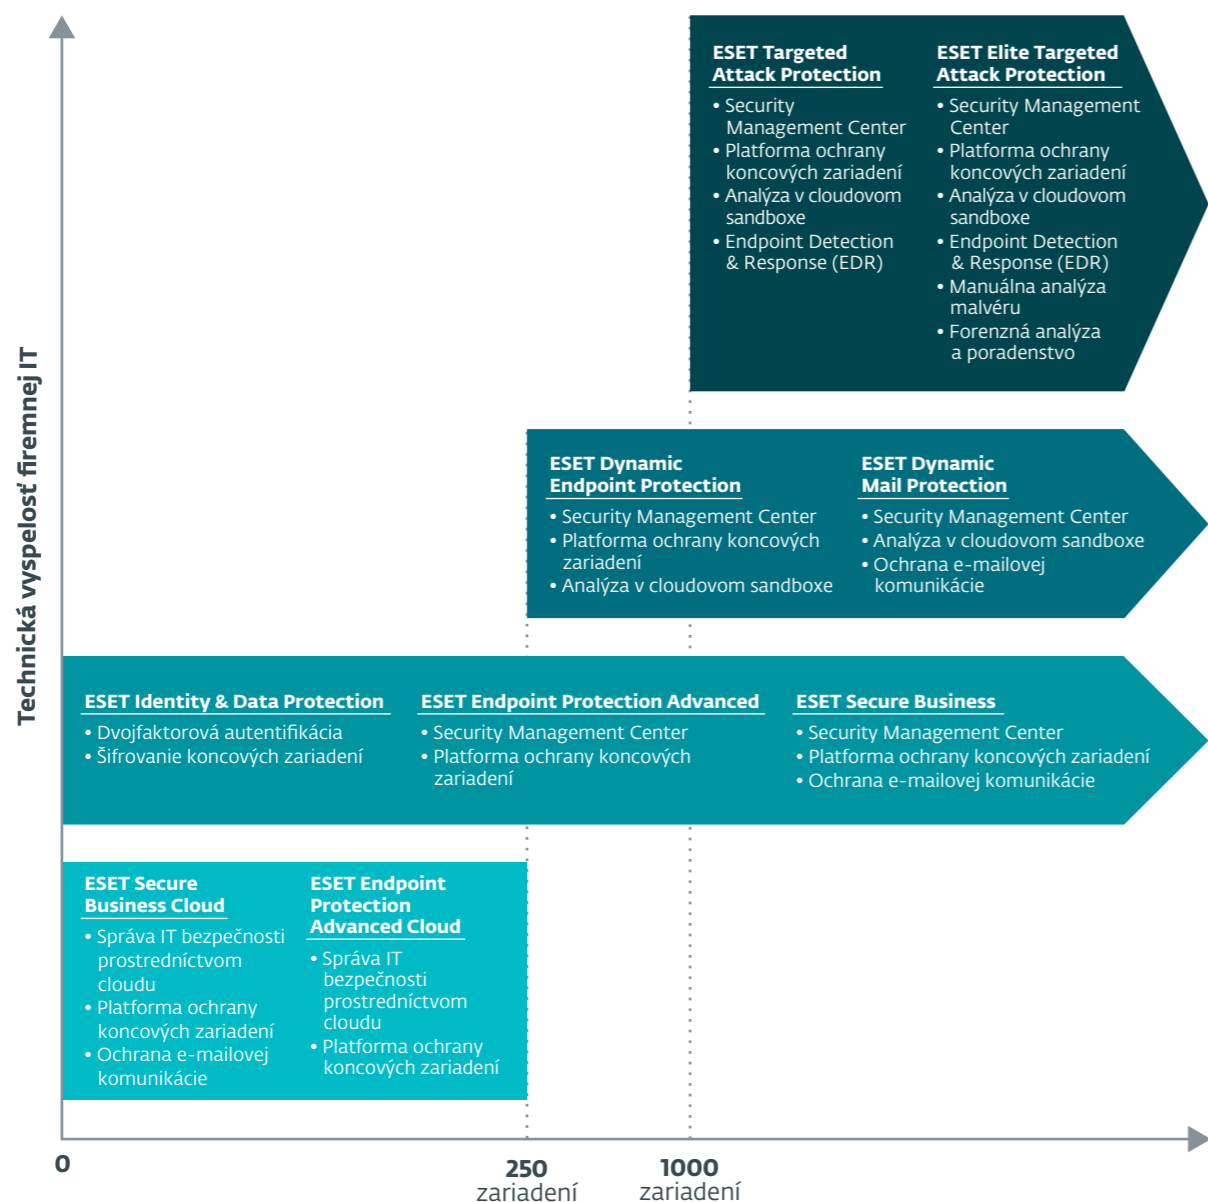 Technická vyspelosť firemnej IT
ESET Targeted
Attack Protection
• Security
Management Center
• Platforma ochrany
koncových zariadení
• Analýza v cloudovom
sandboxe
• Endpoint Detection
& Response (EDR)
ESET Elite Targeted
Attack Protection
• Security Management
Center
• Platforma ochrany
koncových zariadení
• Analýza v cloudovom
sandboxe
• Endpoint Detection
& Response (EDR)
• Manuálna analýza
malvéru
• Forenzná analýza
a poradenstvo
ESET Dynamic
Endpoint Protection
• Security Management Center
• Platforma ochrany koncových
zariadení
• Analýza v cloudovom sandboxe
ESET Dynamic
Mail Protection
• Security Management Center
• Analýza v cloudovom sandboxe
• Ochrana e-mailovej
komunikácie
ESET Identity & Data Protection
• Dvojfaktorová autentifikácia
• Šifrovanie koncových zariadení
ESET Endpoint Protection Advanced
• Security Management Center
• Platforma ochrany koncových
zariadení
ESET Secure Business
• Security Management Center
• Platforma ochrany koncových zariadení
• Ochrana e-mailovej komunikácie
ESET Secure
Business Cloud
• Správa IT bezpečnosti
prostredníctvom
cloudu
• Platforma ochrany
koncových zariadení
• Ochrana e-mailovej
komunikácie
ESET Endpoint
Protection
Advanced Cloud
• Správa IT
bezpečnosti
prostredníctvom
cloudu
• Platforma ochrany
koncových zariadení
0
250
zariadení
1000
zariadení